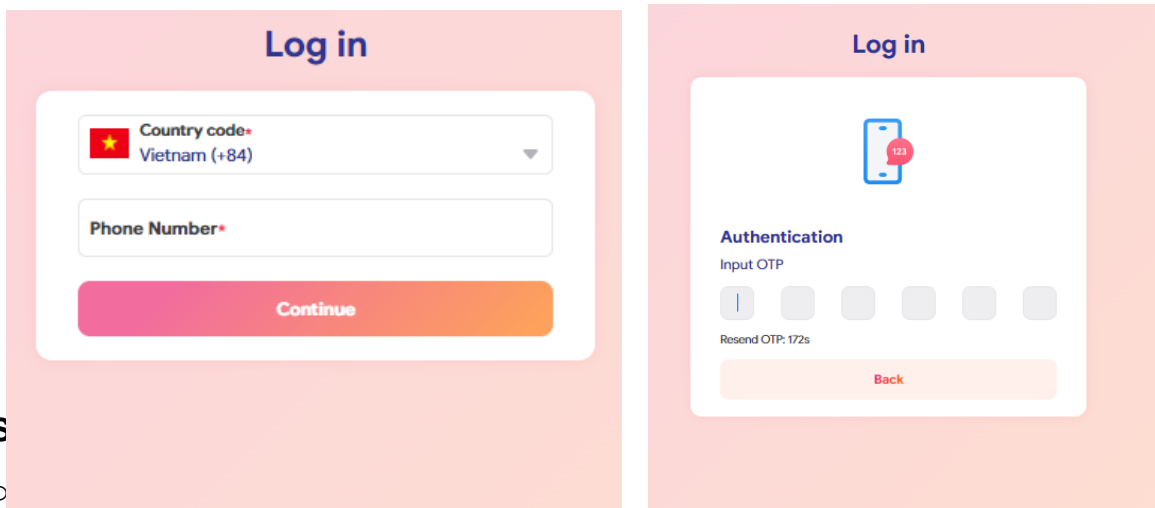 Log in
Country code*
Vietnam (+84)
Phone Number*
Continue
Log in
123
Authentication
Input OTP
Resend OTP: 172s
Back